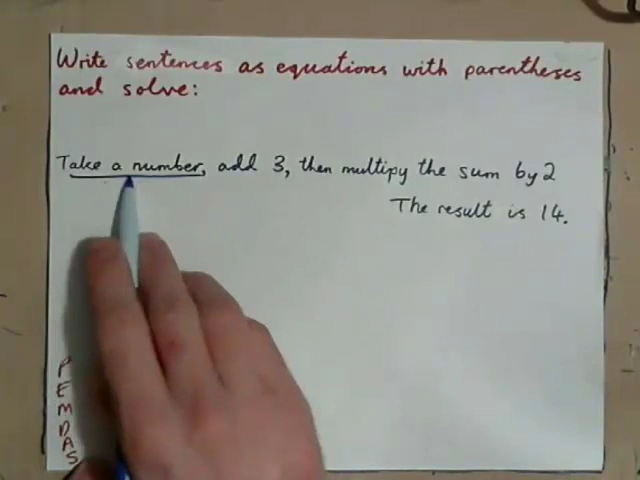 Write sentences as equations with parentheses
and solve:
Take a number, add 3, then multipy the sum by 2
The result is 14.
P
E
M
D
A
S